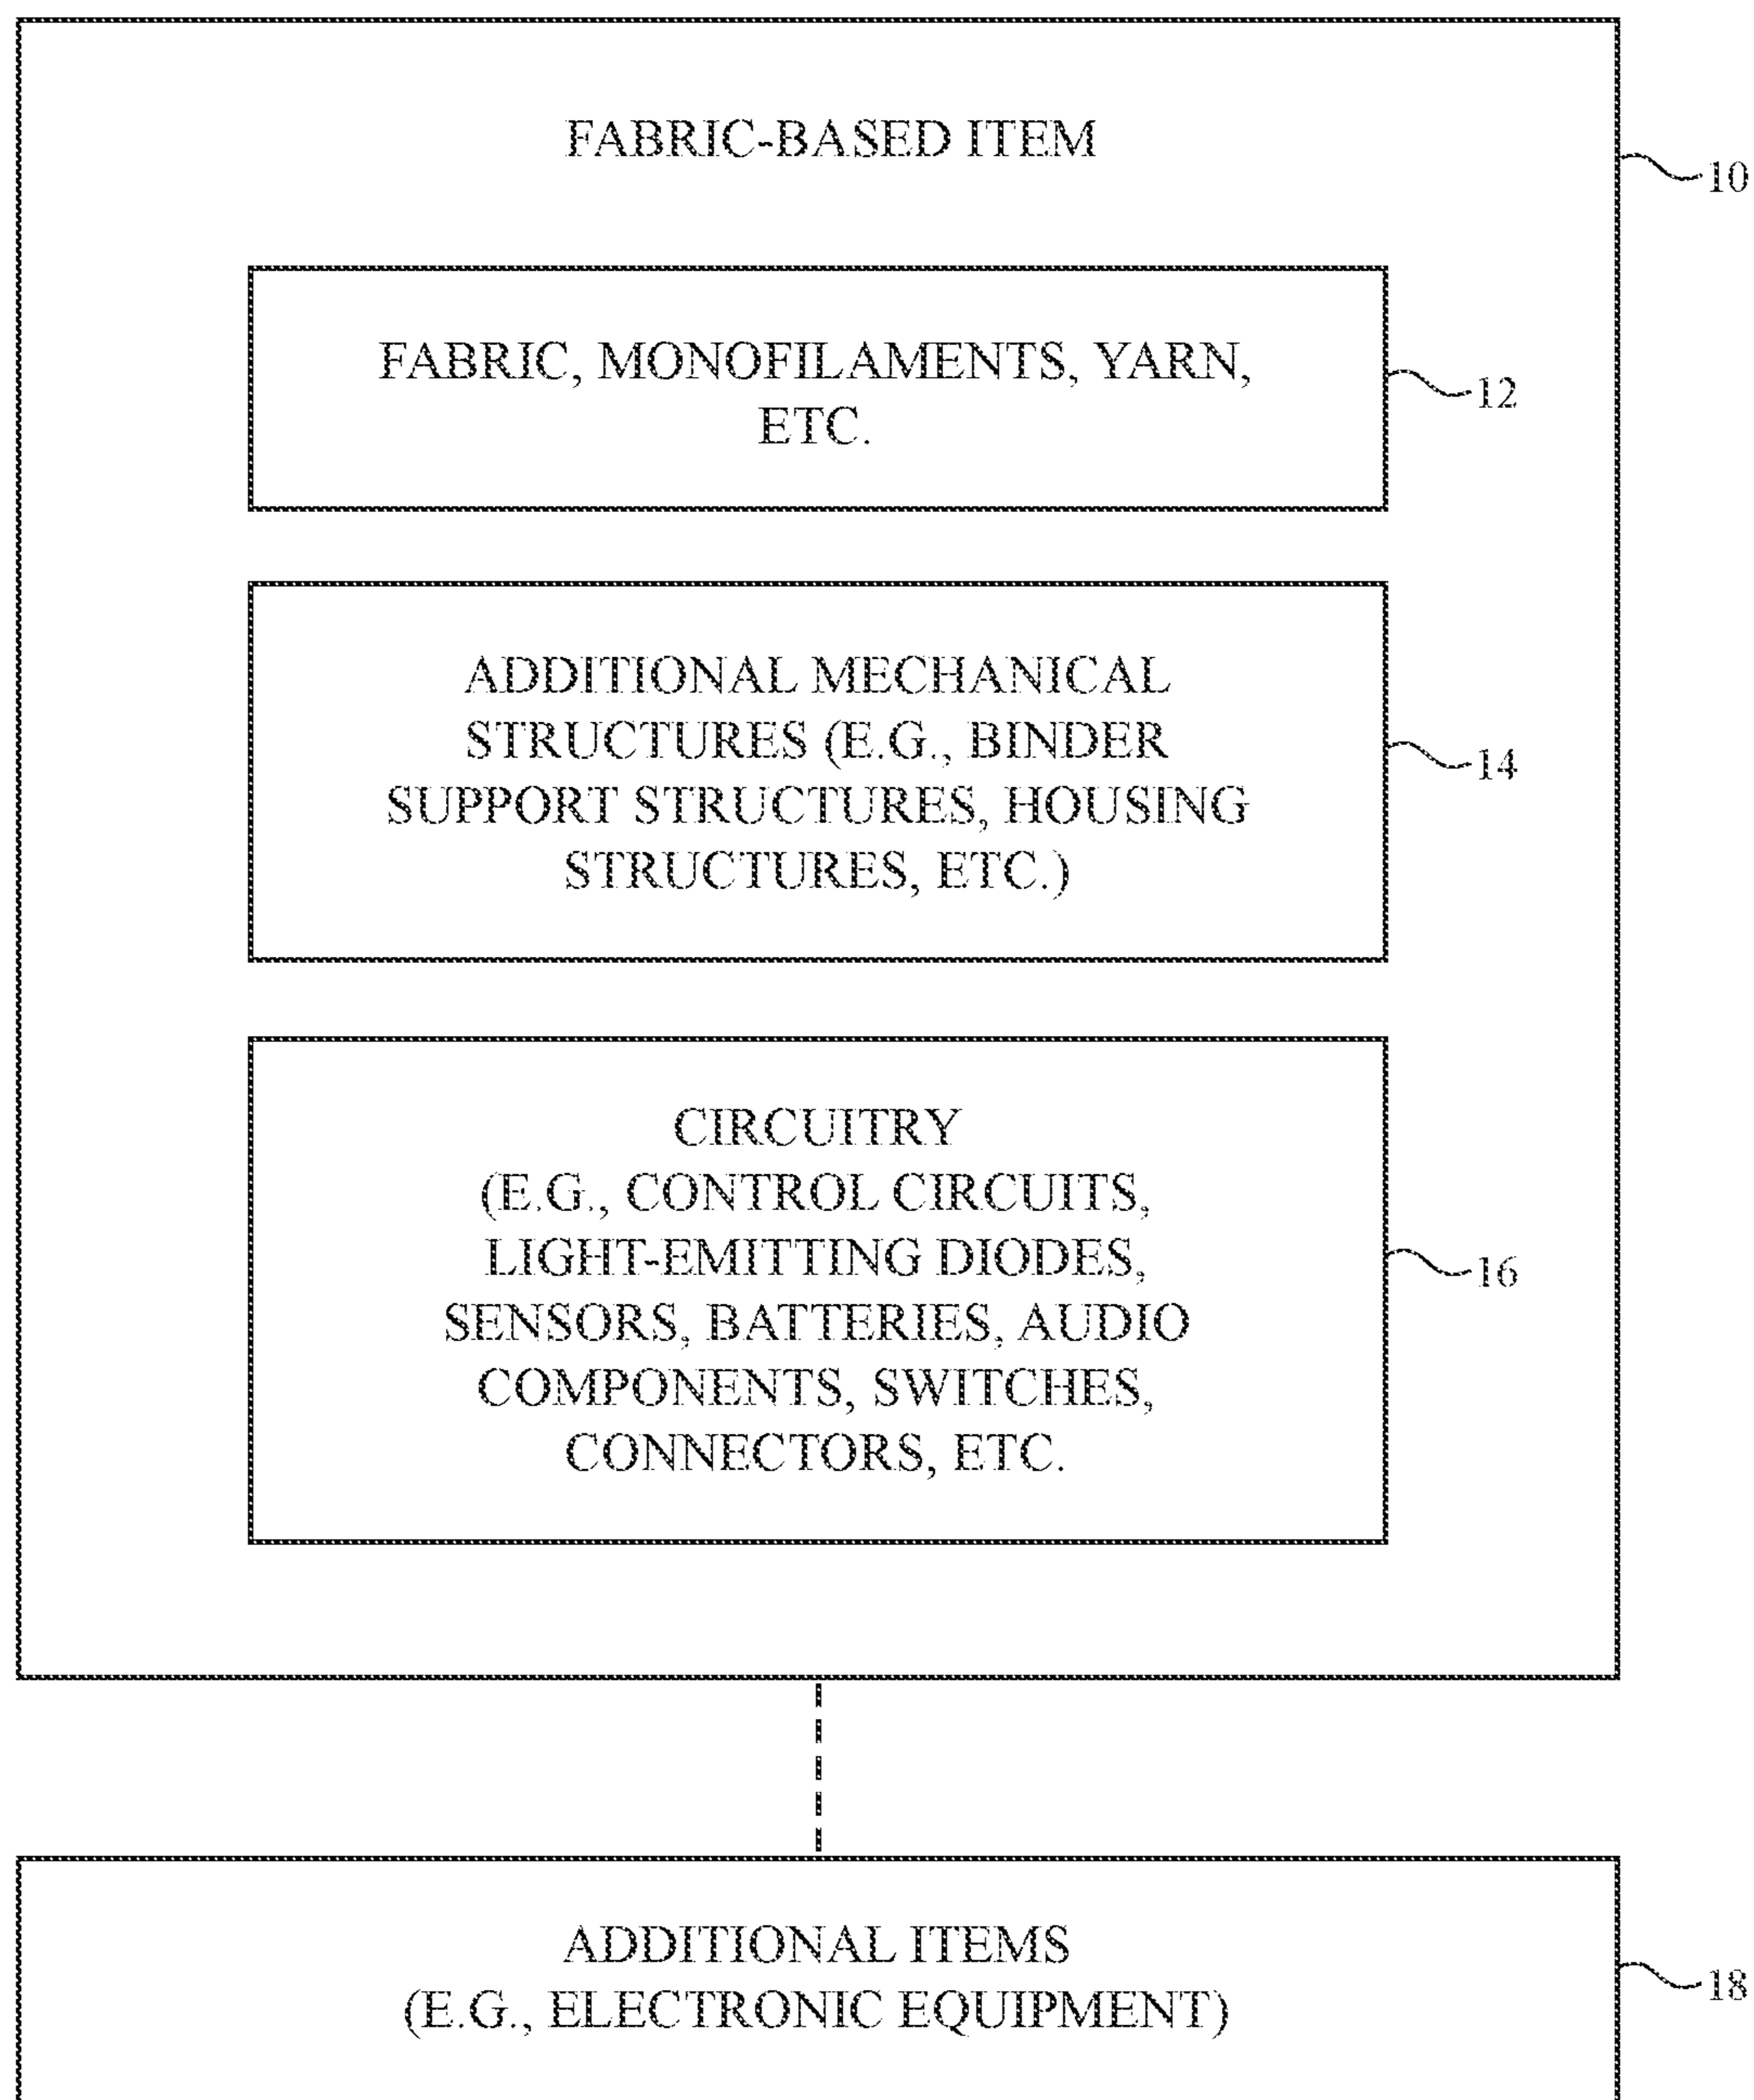 FABRIC-BASED ITEM
10
FABRIC, MONOFILAMENTS, YARN,
ETC.
12
ADDITIONAL MECHANICAL
STRUCTURES (E.G., BINDER
SUPPORT STRUCTURES, HOUSING
STRUCTURES, ETC.)
14
CIRCUITRY
(E.G., CONTROL CIRCUITS,
LIGHT-EMITTING DIODES,
SENSORS, BATTERIES, AUDIO
COMPONENTS, SWITCHES,
CONNECTORS, ETC.
16
ADDITIONAL ITEMS
(E.G., ELECTRONIC EQUIPMENT)
18